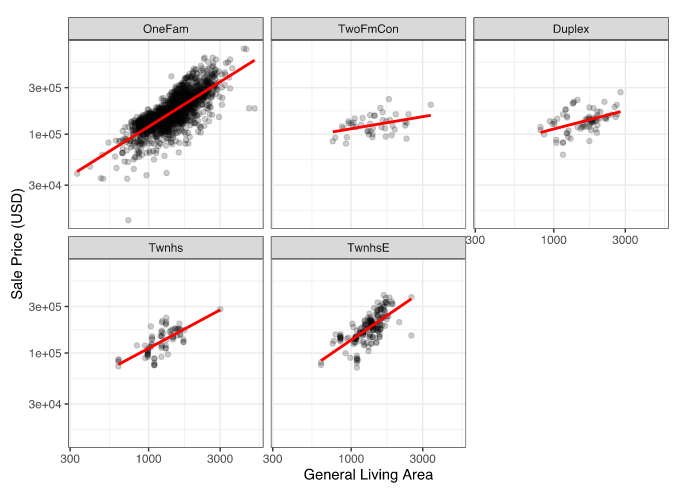 OneFam TwoFmCon Duplex
3e+05
1e+05
3e+04
300 1000 3000
Sale Price (USD)
Twnhs TwnhsE
3e+05
1e+05
3e+04
300 1000 3000 300 1000 3000
General Living Area